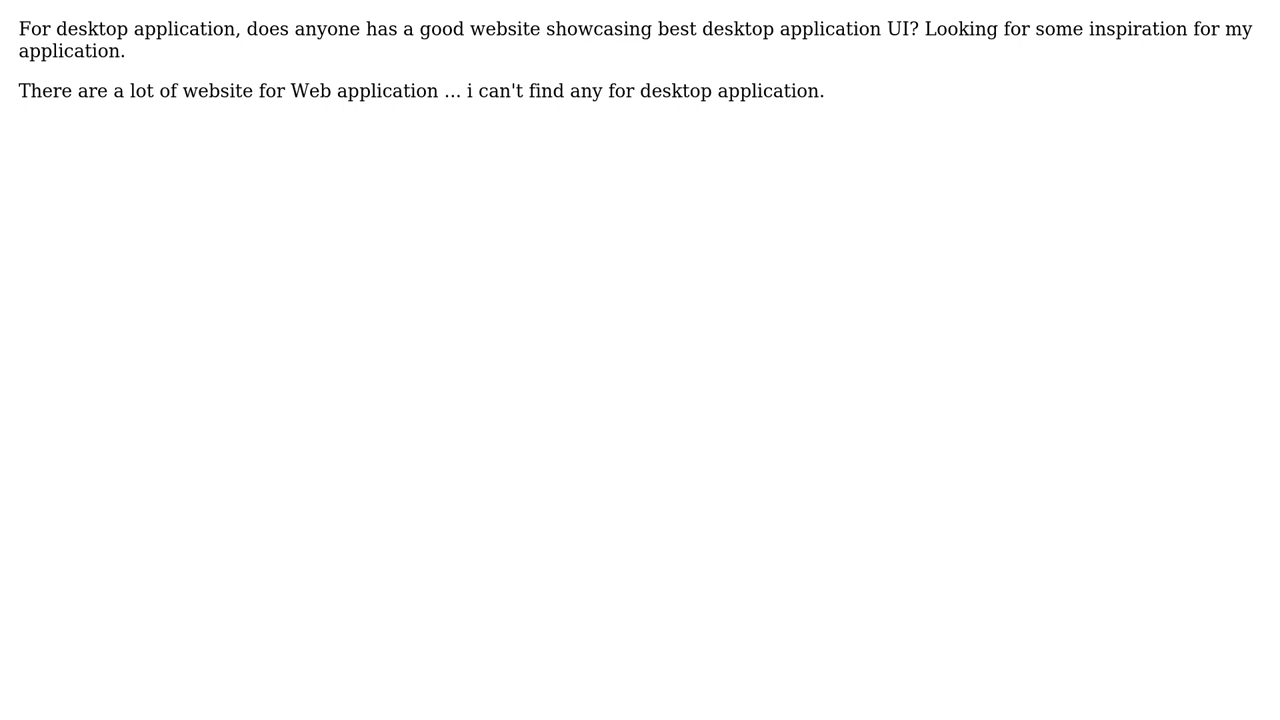 For desktop application, does anyone has a good website showcasing best desktop application UI? Looking for some inspiration for my
application.
There are a lot of website for Web application ... i can't find any for desktop application.